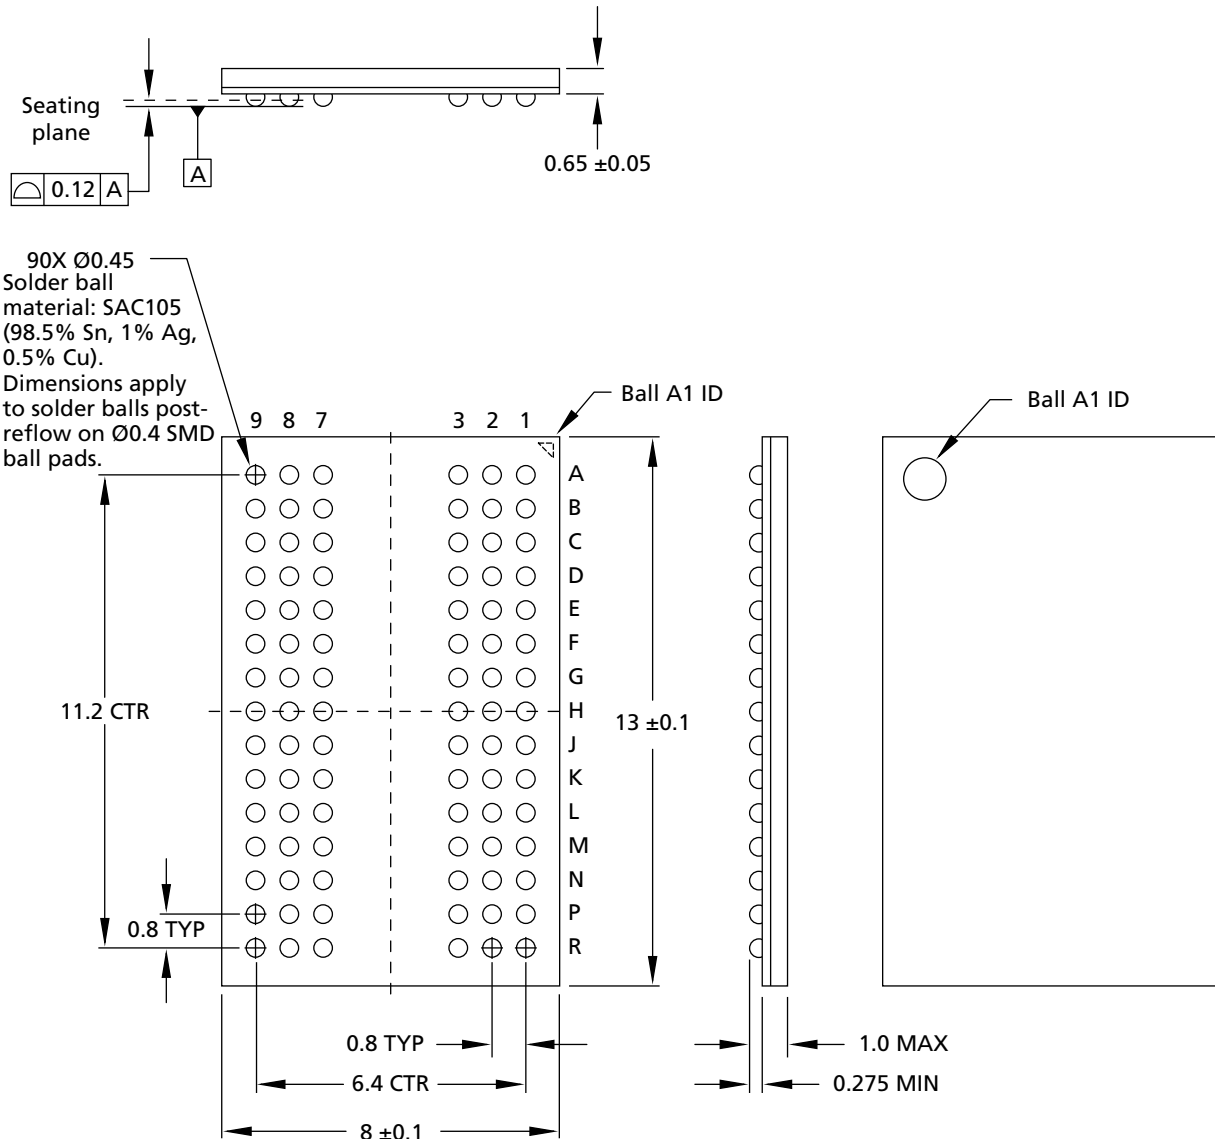 Seating
plane
0.12 A
A
0.65 ±0.05
90X Ø0.45
Solder ball
material: SAC105
(98.5% Sn, 1% Ag,
0.5% Cu).
Dimensions apply
to solder balls post-
reflow on Ø0.4 SMD
ball pads.
Ball A1 ID
Ball A1 ID
9 8 7 3 2 1
A
B
C
D
E
F
G
H
J
K
L
M
N
P
R
11.2 CTR
13 ±0.1
0.8 TYP
0.8 TYP
1.0 MAX
6.4 CTR
0.275 MIN
8 ±0.1